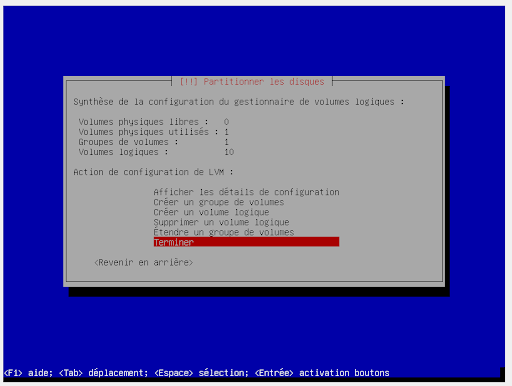 [!!] Partitionner les disques
Synthèse de la configuration du gestionnaire de volumes logiques :
Volumes physiques libres : 0
Volumes physiques utilisés : 1
Groupes de volumes : 1
Volumes logiques : 10
Action de configuration de LVM :
Afficher les détails de configuration
Créer un groupe de volumes
Créer un volume logique
Supprimer un volume logique
Étendre un groupe de volumes
Terminer
<Revenir en arrière>
<F1> aide; <Tab> déplacement; <Espace> sélection; <Entrée> activation boutons